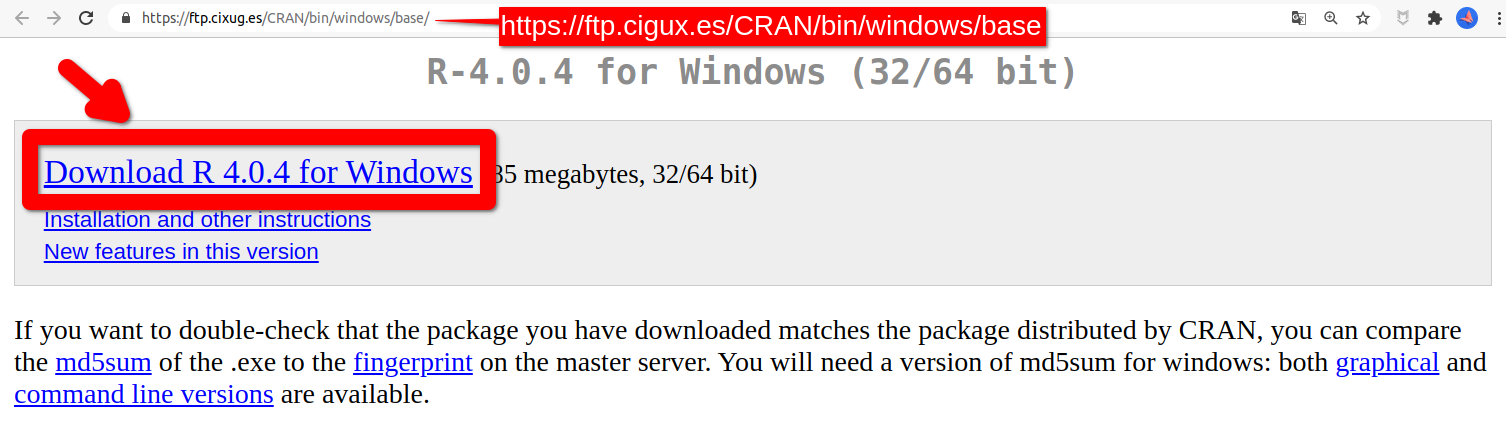 https://ftp.cixug.es/CRAN/bin/windows/base/
https://ftp.cigux.es/CRAN/bin/windows/base
R-4.0.4 for Windows (32/64 bit)
Download R 4.0.4 for Windows 85 megabytes, 32/64 bit)
Installation and other instructions
New features in this version
If you want to double-check that the package you have downloaded matches the package distributed by CRAN, you can compare
the md5sum of the .exe to the fingerprint on the master server. You will need a version of md5sum for windows: both graphical and
command line versions are available.